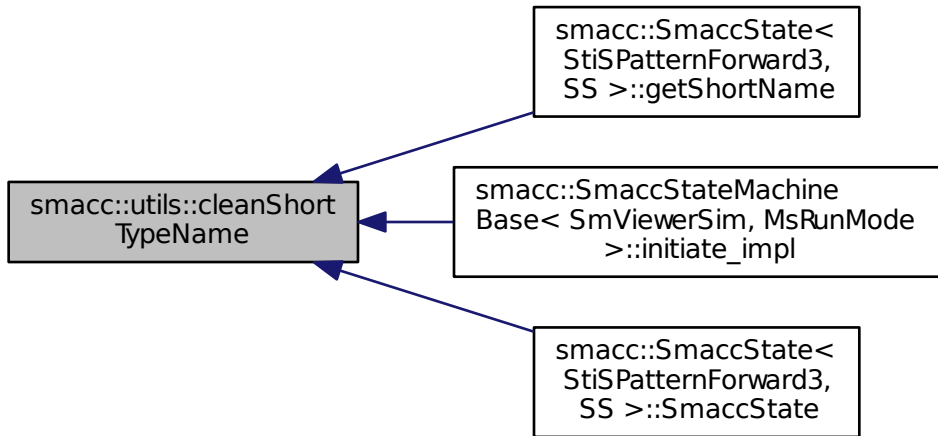 smacc::SmaccState<
StiSPatternForward3,
SS >::getShortName
smacc::utils::cleanShort
TypeName
smacc::SmaccStateMachine
Base< SmViewerSim, MsRunMode
>::initiate_impl
smacc::SmaccState<
StiSPatternForward3,
SS >::SmaccState